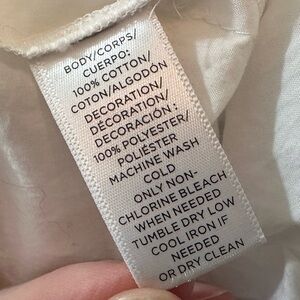 BODY/CORPS/
CUERPO:
100% COTTON/
COTON/ALGODÓN
DECORATION/
DÉCORATION/
DECORACIÓN:
100% POLYESTER/
POLIÉSTER
MACHINE WASH
COLD
ONLY NON-
CHLORINE BLEACH
WHEN NEEDED
TUMBLE DRY LOW
COOL IRON IF
NEEDED
OR DRY CLEAN